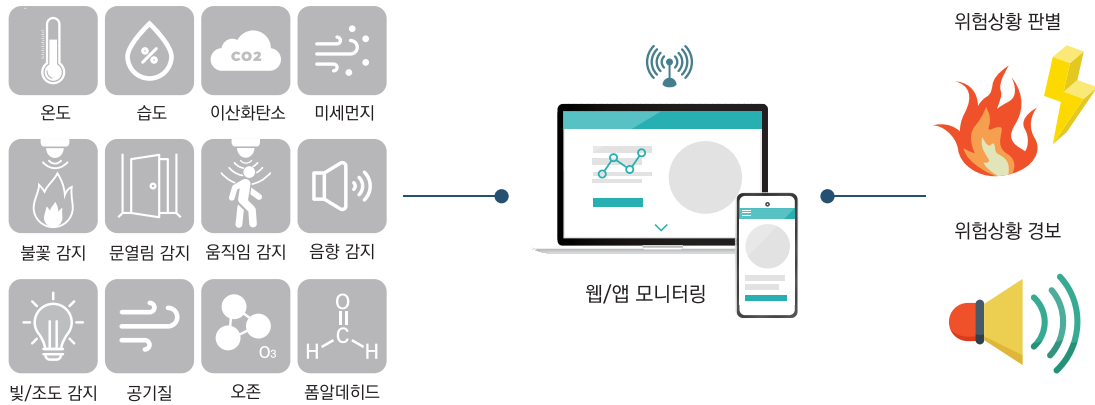 CO2
온도 습도 이산화탄소 미세먼지
불꽃 감지 문열림 감지 움직임 감지 음향 감지
O3
O
C
H H
빛/조도 감지 공기질 오존 폼알데히드
웹/앱 모니터링
위험상황 판별
위험상황 경보